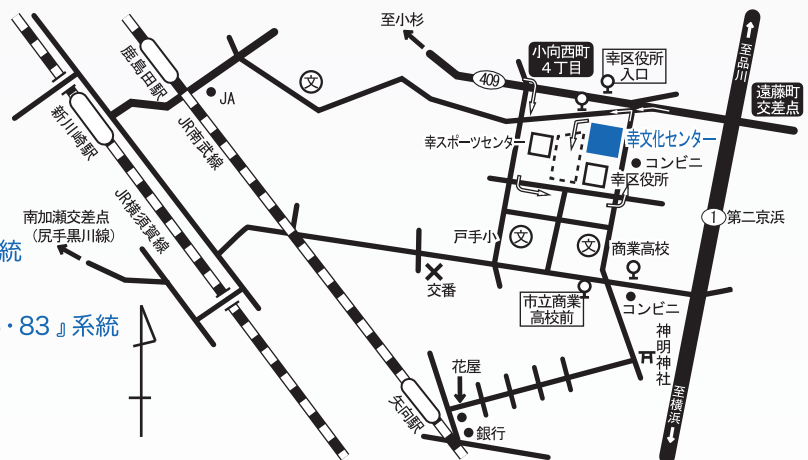 至小杉
鹿島田駅
JA
文
409
小向西町
4丁目
幸区役所
入口
至品川
遠藤町
交差点
新川崎駅
JR南武線
幸スポーツセンター
幸文化センター
コンビニ
幸区役所
JR横須賀線
南加瀬交差点
(尻手黒川線)
統
戸手小
文
文
商業高校
1
第二京浜
交番
市立商業
高校前
コンビニ
・83』系統
神明神社
花屋
矢向駅
銀行
至横浜